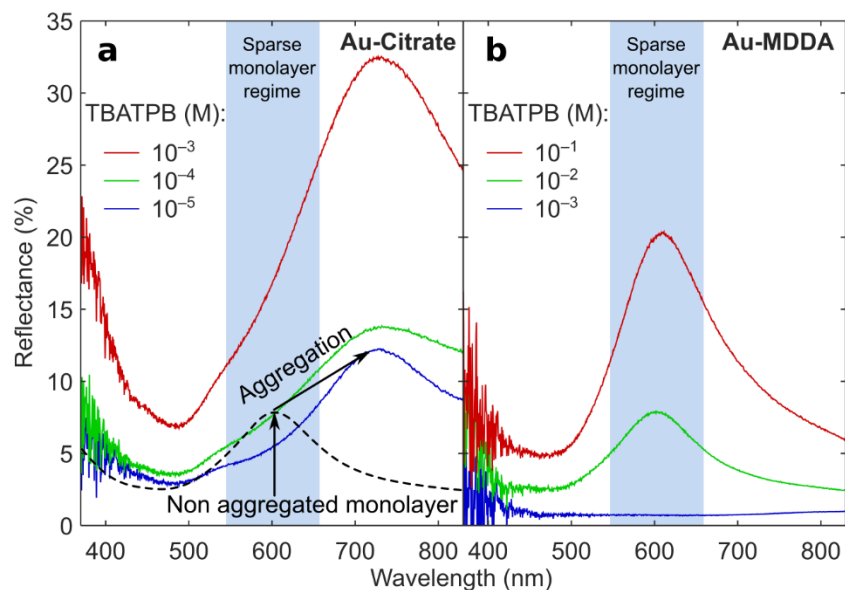 35
30
25
20
15
10
5
0
Reflectance (%)
a
Sparse
monolayer
regime
Au-Citrate
TBATPB (M):
10⁻³
10⁻⁴
10⁻⁵
Aggregation
Non aggregated monolayer
400
500
600
700
800
b
Sparse
monolayer
regime
Au-MDDA
TBATPB (M):
10⁻¹
10⁻²
10⁻³
400
500
600
700
800
Wavelength (nm)